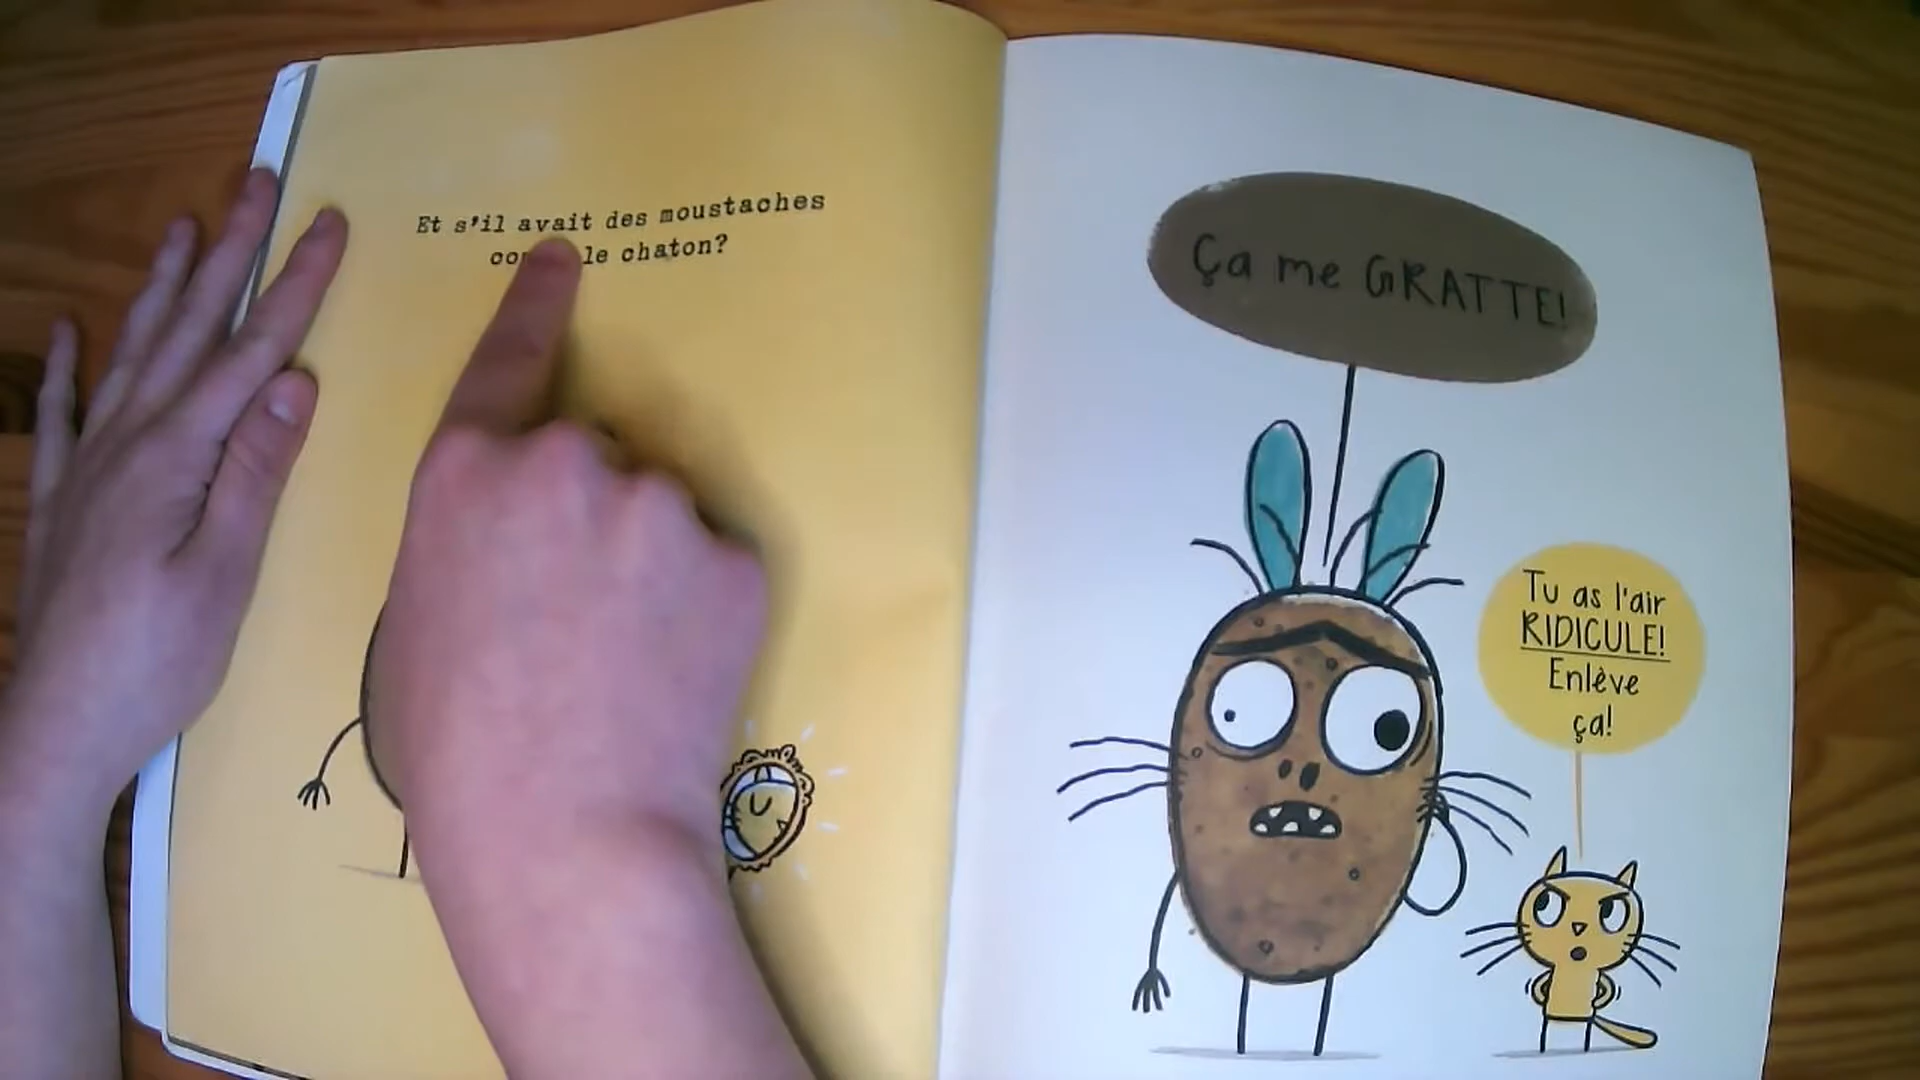 Et s'il avait des moustaches
le chaton?
Ça me GRATTE!
Tu as l'air
RIDICULE!
Enlève
ça!